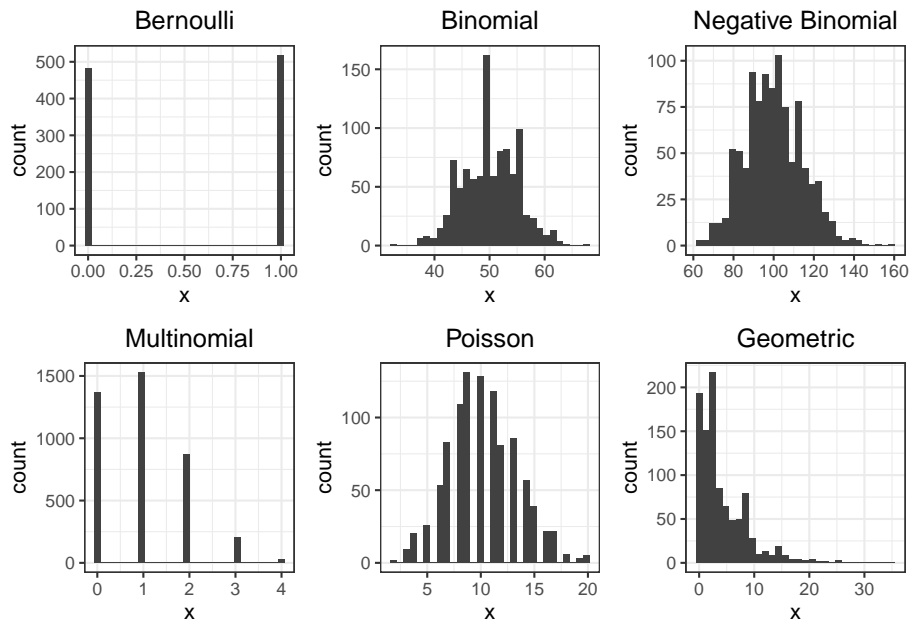 Bernoulli
500
400
300
200
100
0
count
0.00 0.25 0.50 0.75 1.00
x
Binomial
150
100
50
0
count
40 50 60
x
Negative Binomial
100
75
50
25
0
count
60 80 100 120 140 160
x
Multinomial
1500
1000
500
0
count
0 1 2 3 4
x
Poisson
100
50
0
count
5 10 15 20
x
Geometric
200
150
100
50
0
count
0 10 20 30
x